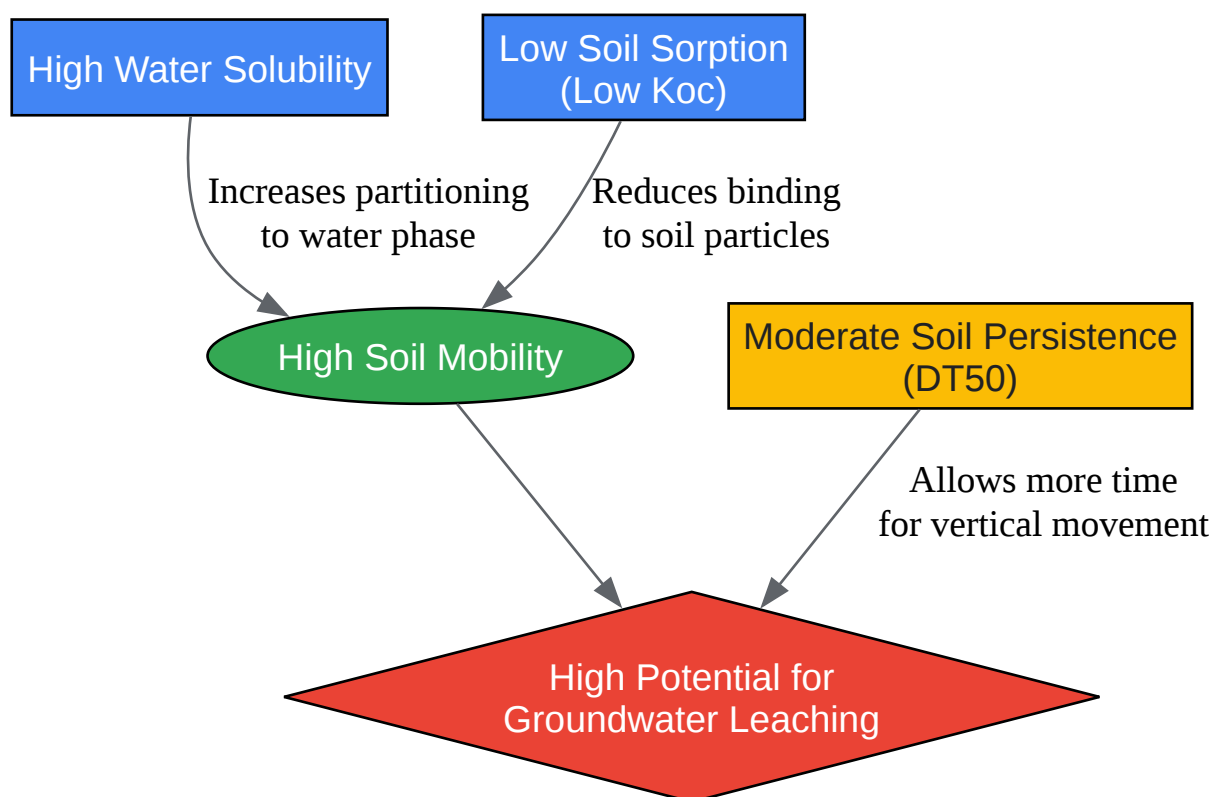 High Water Solubility
Low Soil Sorption
(Low Koc)
Increases partitioning
to water phase
Reduces binding
to soil particles
High Soil Mobility
Moderate Soil Persistence
(DT50)
Allows more time
for vertical movement
High Potential for
Groundwater Leaching